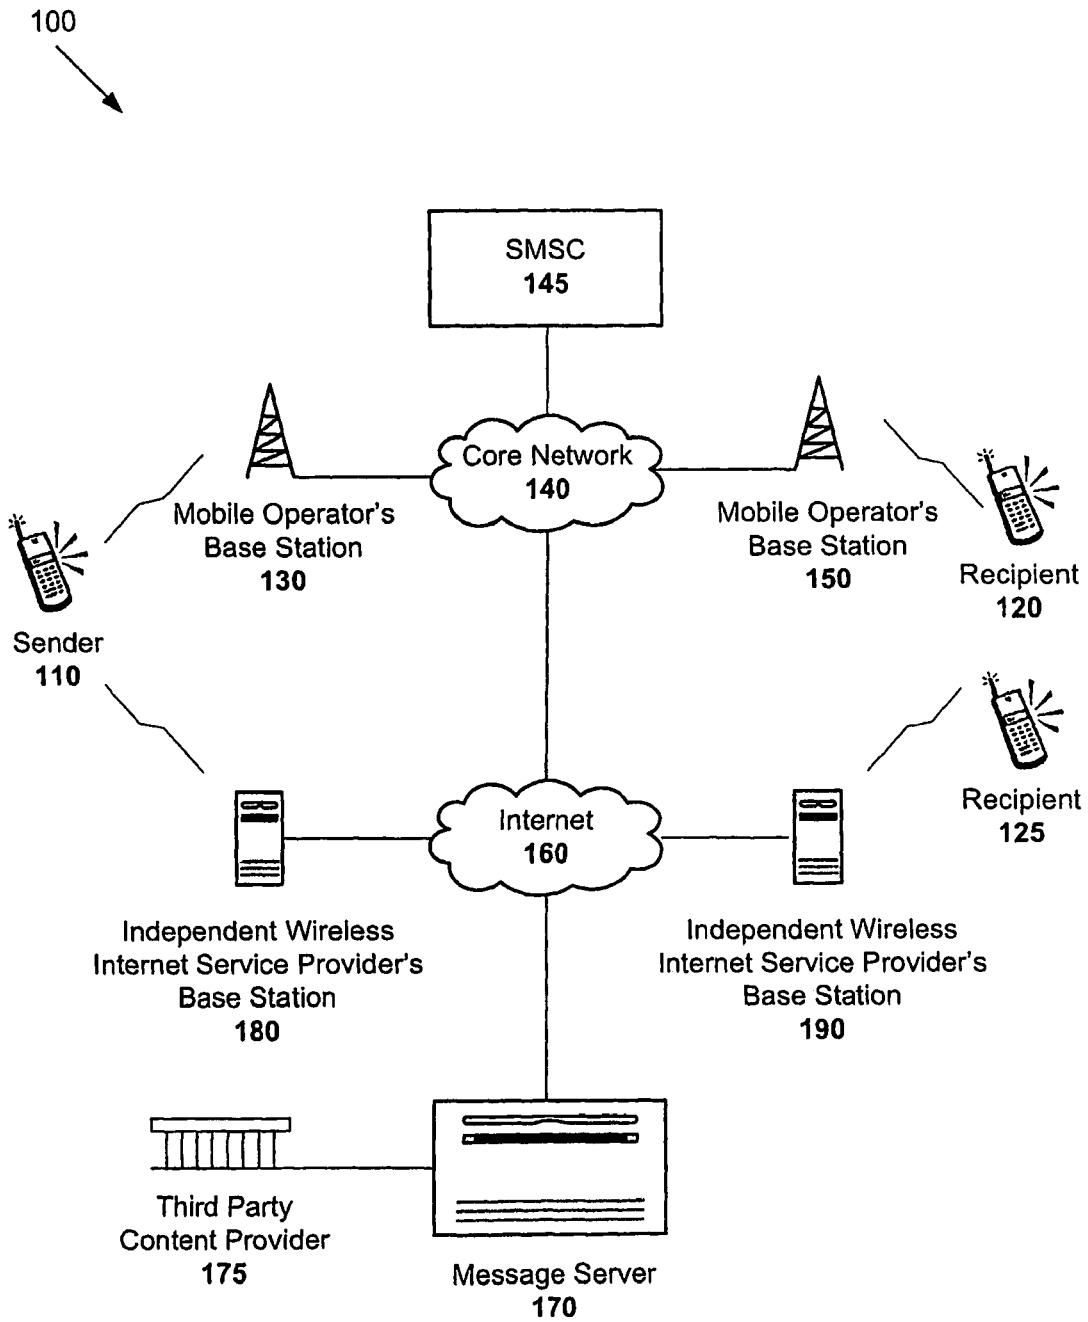 100
SMSC
145
Core Network
140
Mobile Operator's
Base Station
130
Mobile Operator's
Base Station
150
Recipient
120
Sender
110
Recipient
125
Internet
160
Independent Wireless
Internet Service Provider's
Base Station
180
Independent Wireless
Internet Service Provider's
Base Station
190
Third Party
Content Provider
175
Message Server
170